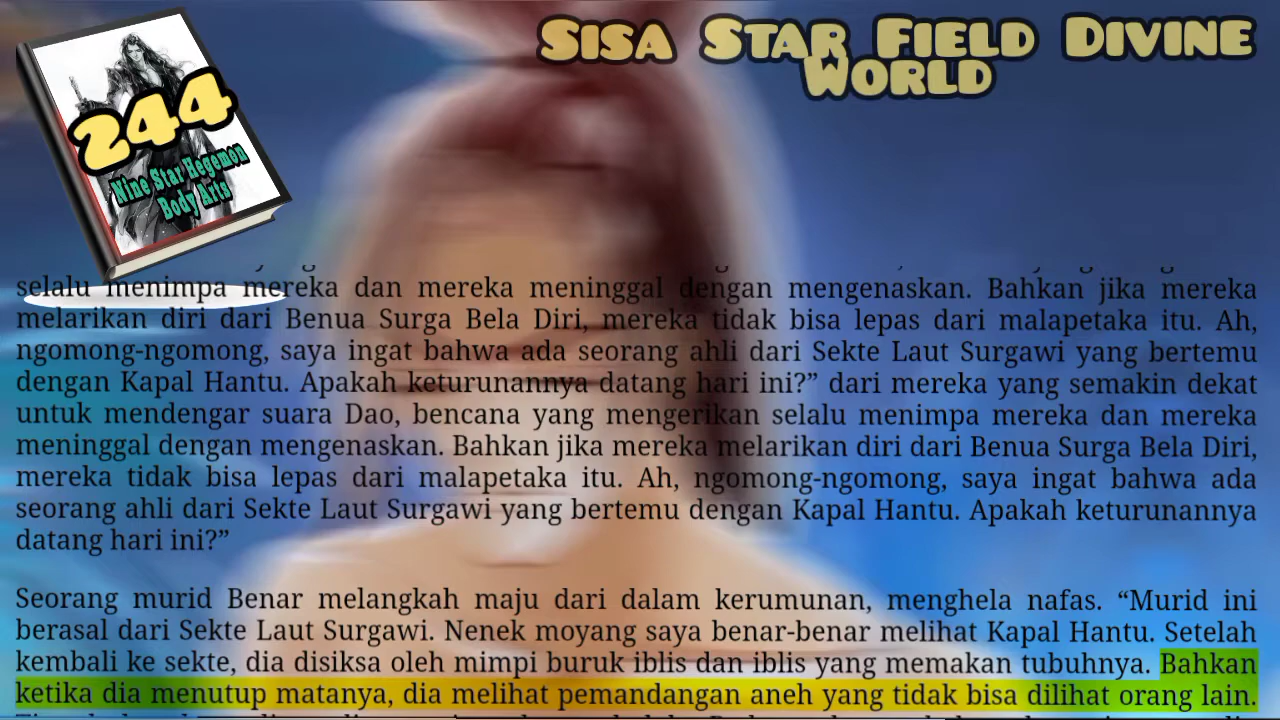 Sisa Star Field Divine
World
244
Nine Star Hegemon
Body Arts
selalu menimpa mereka dan mereka meninggal dengan mengenaskan. Bahkan jika mereka
melarikan diri dari Benua Surga Bela Diri, mereka tidak bisa lepas dari malapetaka itu. Ah,
ngomong-ngomong, saya ingat bahwa ada seorang ahli dari Sekte Laut Surgawi yang bertemu
dengan Kapal Hantu. Apakah keturunannya datang hari ini?” dari mereka yang semakin dekat
untuk mendengar suara Dao, bencana yang mengerikan selalu menimpa mereka dan mereka
meninggal dengan mengenaskan. Bahkan jika mereka melarikan diri dari Benua Surga Bela Diri,
mereka tidak bisa lepas dari malapetaka itu. Ah, ngomong-ngomong, saya ingat bahwa ada
seorang ahli dari Sekte Laut Surgawi yang bertemu dengan Kapal Hantu. Apakah keturunannya
datang hari ini?”
Seorang murid Benar melangkah maju dari dalam kerumunan, menghela nafas. “Murid ini
berasal dari Sekte Laut Surgawi. Nenek moyang saya benar-benar melihat Kapal Hantu. Setelah
kembali ke sekte, dia disiksa oleh mimpi buruk iblis dan iblis yang memakan tubuhnya. Bahkan
ketika dia menutup matanya, dia melihat pemandangan aneh yang tidak bisa dilihat orang lain.